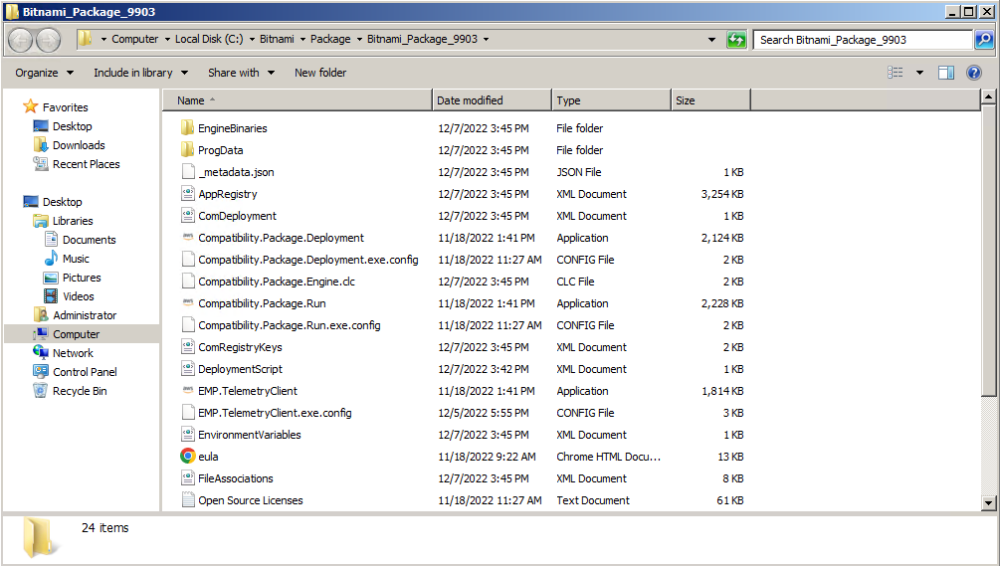 Bitnami_Package_9903
Computer Local Disk (C:) Bitnami Package Bitnami_Package_9903 Search Bitnami_Package_9903
Organize Include in library Share with New folder
Favorites
Desktop
Downloads
Recent Places
Desktop
Libraries
Documents
Music
Pictures
Videos
Administrator
Computer
Network
Control Panel
Recycle Bin
Name Date modified Type Size
EngineBinaries 12/7/2022 3:45 PM File folder
ProgData 12/7/2022 3:45 PM File folder
_metadata.json 12/7/2022 3:45 PM JSON File 1 KB
AppRegistry 12/7/2022 3:45 PM XML Document 3,254 KB
ComDeployment 12/7/2022 3:45 PM XML Document 1 KB
Compatibility.Package.Deployment 11/18/2022 1:41 PM Application 2,124 KB
Compatibility.Package.Deployment.exe.config 11/18/2022 11:27 AM CONFIG File 2 KB
Compatibility.Package.Engine.clc 12/7/2022 3:45 PM CLC File 2 KB
Compatibility.Package.Run 11/18/2022 1:41 PM Application 2,228 KB
Compatibility.Package.Run.exe.config 11/18/2022 11:27 AM CONFIG File 2 KB
ComRegistryKeys 12/7/2022 3:45 PM XML Document 2 KB
DeploymentScript 12/7/2022 3:42 PM XML Document 1 KB
EMP.TelemetryClient 11/18/2022 1:41 PM Application 1,814 KB
EMP.TelemetryClient.exe.config 12/5/2022 5:55 PM CONFIG File 3 KB
EnvironmentVariables 12/7/2022 3:45 PM XML Document 1 KB
eula 11/18/2022 9:22 AM Chrome HTML Docu... 13 KB
FileAssociations 12/7/2022 3:45 PM XML Document 8 KB
Open Source Licenses 11/18/2022 11:27 AM Text Document 61 KB
24 items